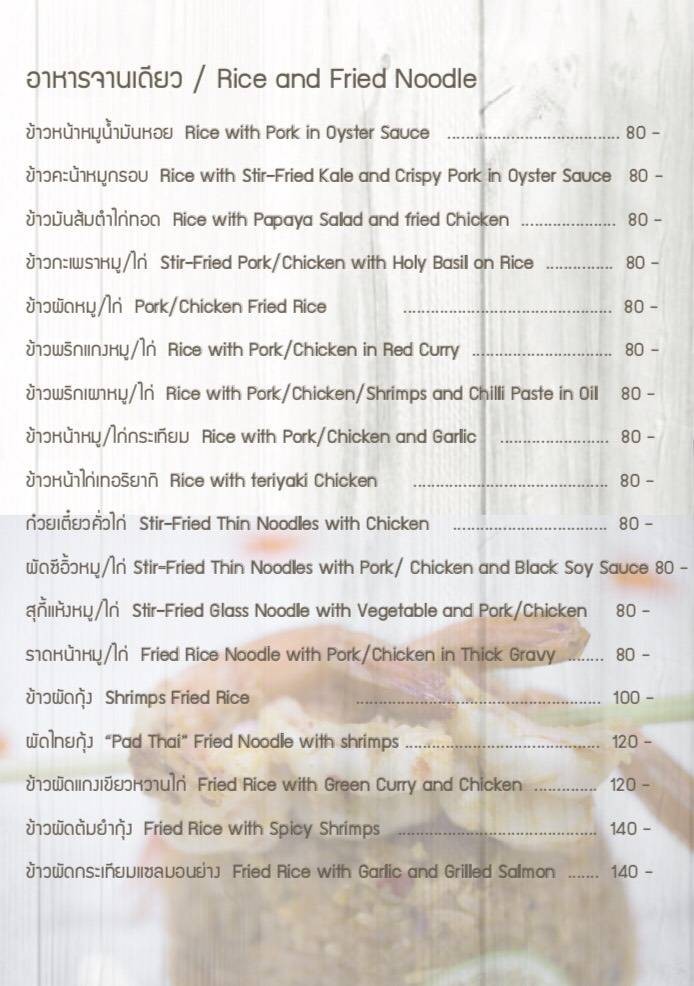 อาหารจานเดียว / Rice and Fried Noodle
ข้าวหน้าหมูน้ำมันหอย Rice with Pork in Oyster Sauce ...................................... 80 -
ข้าวคะน้าหมูกรอบ Rice with Stir-Fried Kale and Crispy Pork in Oyster Sauce 80 -
ข้าวมันส้มตำไก่ทอด Rice with Papaya Salad and fried Chicken ..................... 80 -
ข้าวกะเพราหมู/ไก่ Stir-Fried Pork/Chicken with Holy Basil on Rice ............... 80 -
ข้าวผัดหมู/ไก่ Pork/Chicken Fried Rice .............................................. 80 -
ข้าวพริกแกงหมู/ไก่ Rice with Pork/Chicken in Red Curry ............................... 80 -
ข้าวพริกเผาหมู/ไก่ Rice with Pork/Chicken/Shrimps and Chilli Paste in Oil 80 -
ข้าวหน้าหมู/ไก่กระเทียม Rice with Pork/Chicken and Garlic ........................ 80 -
ข้าวหน้าไก่เทอริยากิ Rice with teriyaki Chicken ........................................... 80 -
ก๋วยเตี๋ยวคั่วไก่ Stir-Fried Thin Noodles with Chicken .................................. 80 -
ผัดซีอิ้วหมู/ไก่ Stir-Fried Thin Noodles with Pork/ Chicken and Black Soy Sauce 80 -
สุกี้แห้งหมู/ไก่ Stir-Fried Glass Noodle with Vegetable and Pork/Chicken 80 -
ราดหน้าหมู/ไก่ Fried Rice Noodle with Pork/Chicken in Thick Gravy ........ 80 -
ข้าวผัดกุ้ง Shrimps Fried Rice ...................................................... 100 -
ผัดไทยกุ้ง “Pad Thai” Fried Noodle with shrimps ........................................... 120 -
ข้าวผัดแกงเขียวหวานไก่ Fried Rice with Green Curry and Chicken .............. 120 -
ข้าวผัดต้มยำกุ้ง Fried Rice with Spicy Shrimps ............................................ 140 -
ข้าวผัดกระเทียมแซลมอนย่าง Fried Rice with Garlic and Grilled Salmon ....... 140 -